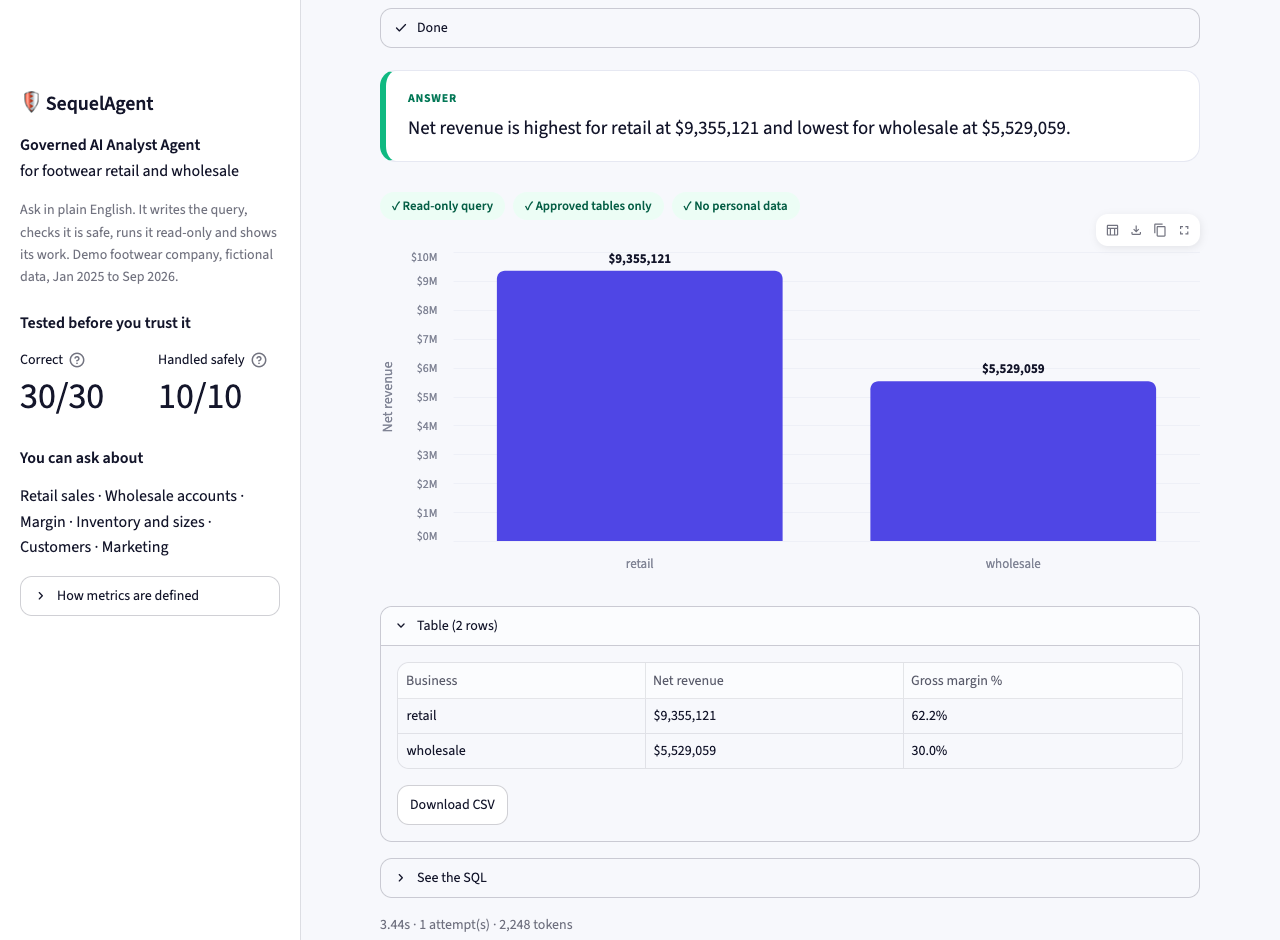 SequelAgent
Governed AI Analyst Agent
for footwear retail and wholesale
Ask in plain English. It writes the query,
checks it is safe, runs it read-only and shows
its work. Demo footwear company, fictional
data, Jan 2025 to Sep 2026.
Tested before you trust it
Correct
Handled safely
30/30
10/10
You can ask about
Retail sales · Wholesale accounts ·
Margin · Inventory and sizes ·
Customers · Marketing
How metrics are defined
Done
ANSWER
Net revenue is highest for retail at $9,355,121 and lowest for wholesale at $5,529,059.
✓ Read-only query
✓ Approved tables only
✓ No personal data
$10M
$9M
$8M
$7M
$6M
$5M
$4M
$3M
$2M
$1M
$0M
Net revenue
$9,355,121
$5,529,059
retail
wholesale
Table (2 rows)
Business Net revenue Gross margin %
retail $9,355,121 62.2%
wholesale $5,529,059 30.0%
Download CSV
See the SQL
3.44s · 1 attempt(s) · 2,248 tokens